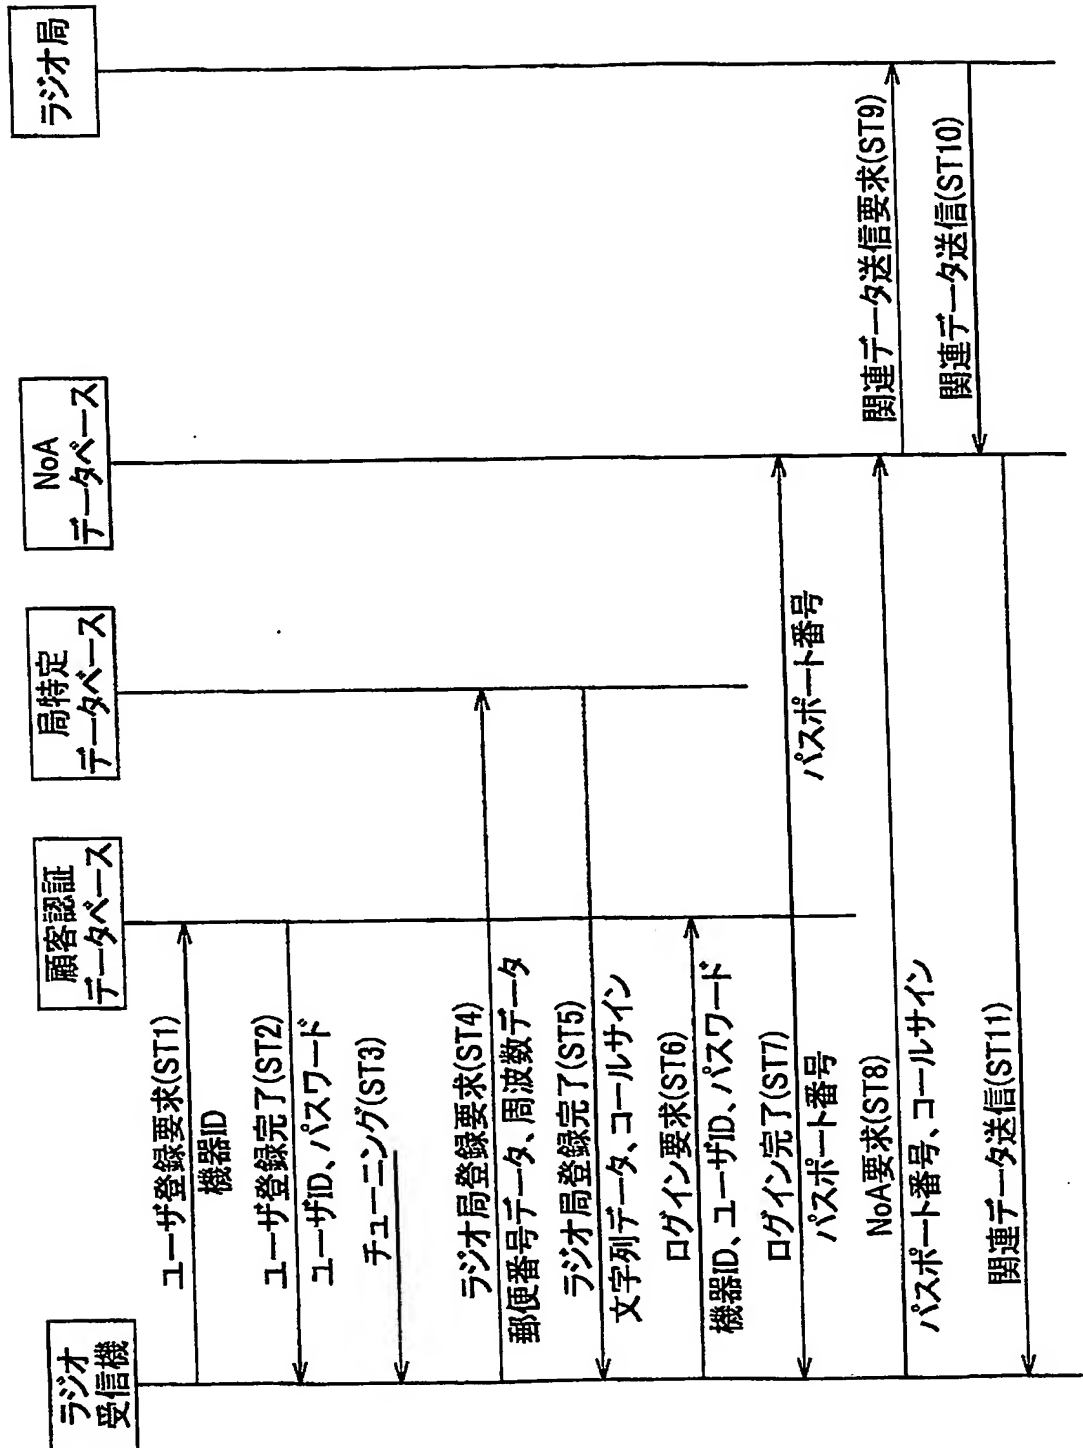 ラジオ
受信機
顧客認証
データベース
局特定
データベース
NoA
データベース
ラジオ局
ユーザ登録要求(ST1)
機器ID
ユーザ登録完了(ST2)
ユーザID、パスワード
チューニング(ST3)
ラジオ局登録要求(ST4)
郵便番号データ、周波数データ
ラジオ局登録完了(ST5)
文字列データ、コールサイン
ログイン要求(ST6)
機器ID、ユーザID、パスワード
ログイン完了(ST7)
パスポート番号
パスポート番号
NoA要求(ST8)
パスポート番号、コールサイン
関連データ送信要求(ST9)
関連データ送信(ST10)
関連データ送信(ST11)